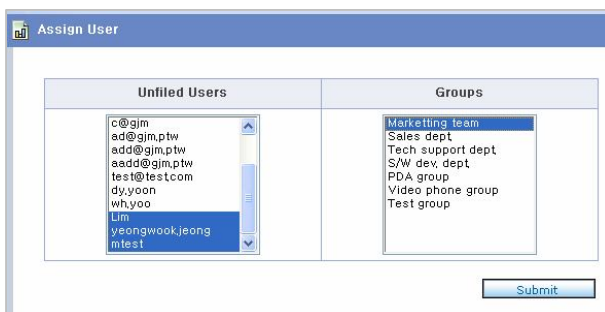 Assign User
Unfiled Users
Groups
c@gjm
ad@gjm,ptw
add@gjm,ptw
aadd@gjm,ptw
test@test,com
dy,yoon
wh,yoo
Lim
yeongwook,jeong
mtest
Marketting team
Sales dept,
Tech support dept,
S/W dev, dept,
PDA group
Video phone group
Test group
Submit